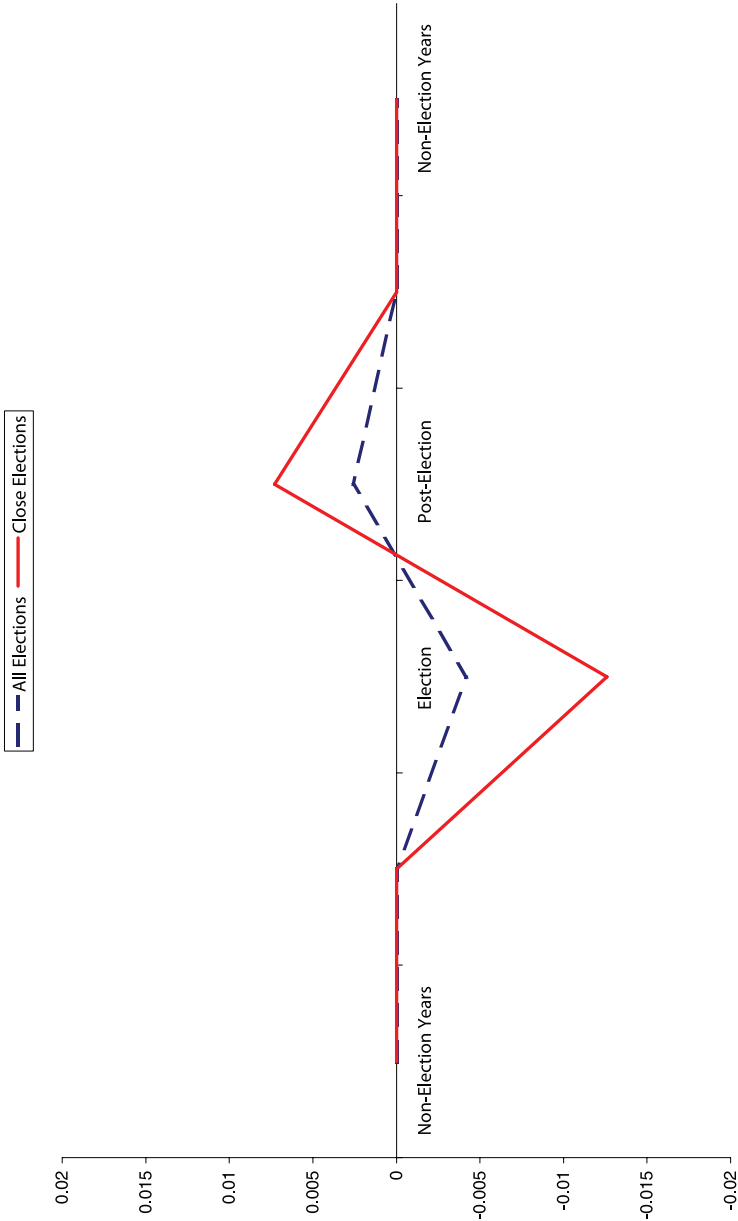 All Elections
Close Elections
0.02
0.015
0.01
0.005
0
-0.005
-0.01
-0.015
-0.02
Non-Election Years
Election
Post-Election
Non-Election Years